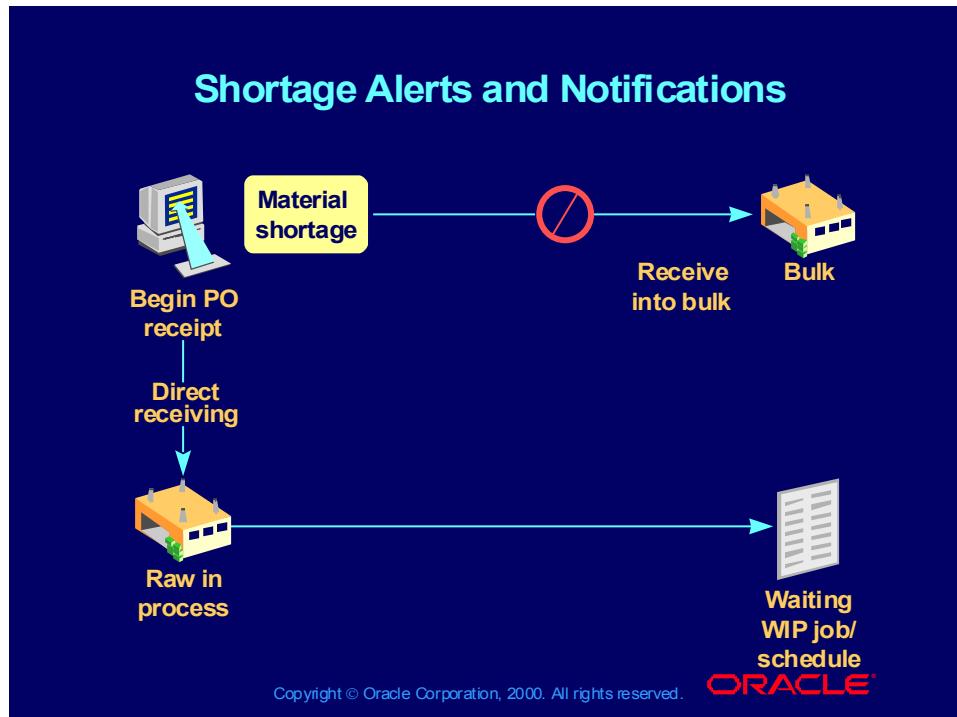 Shortage Alerts and Notifications
Material
shortage
Receive
into bulk
Bulk
Begin PO
receipt
Direct
receiving
Raw in
process
Waiting
WIP job/
schedule
Copyright © Oracle Corporation, 2000. All rights reserved.
ORACLE®